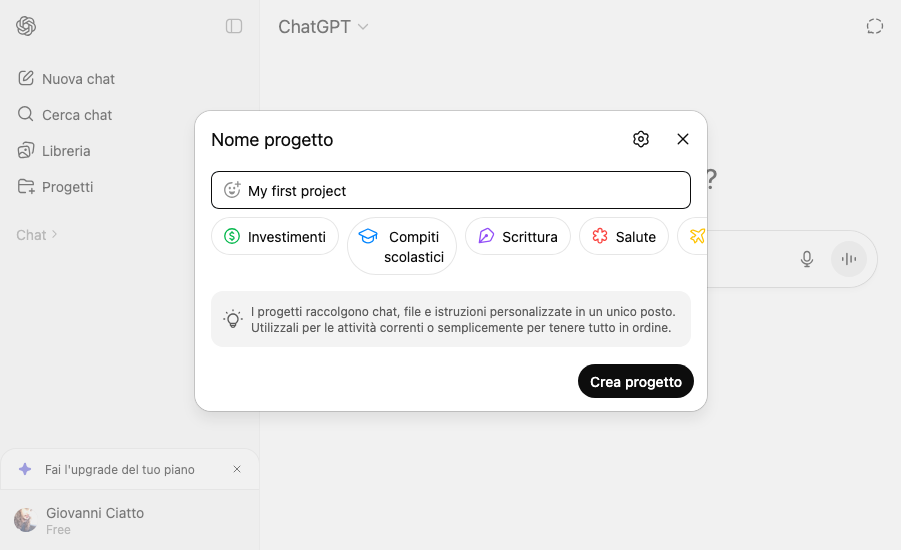 ChatGPT
Nuova chat
Cerca chat
Libreria
Progetti
Chat
Nome progetto
My first project
Investimenti
Compiti
scolastici
Scrittura
Salute
I progetti raccolgono chat, file e istruzioni personalizzate in un unico posto.
Utilizzali per le attività correnti o semplicemente per tenere tutto in ordine.
Crea progetto
?
Fai l'upgrade del tuo piano
Giovanni Ciatto
Free